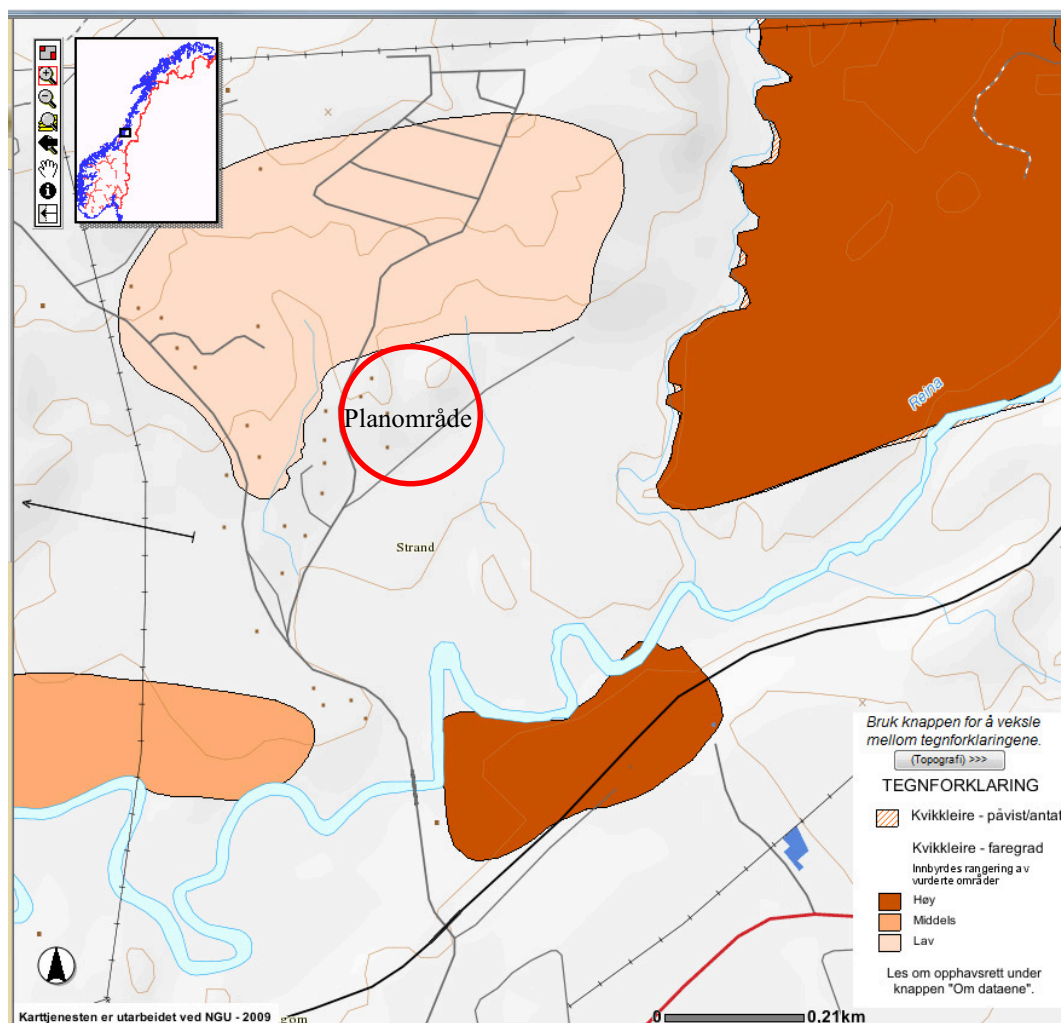 Reina
Planområde
Strand
Bruk knappen for å veksle
mellom tegnforklaringene.
(Topografi) >>>
TEGNFORKLARING
Kvikkleire - påvist/antat
Kvikkleire - faregrad
Innbyrdes rangering av
vurderte områder
Høy
Middels
Lav
Les om opphavsrett under
knappen "Om dataene".
Karttjenesten er utarbeidet ved NGU - 2009
0 0.21km